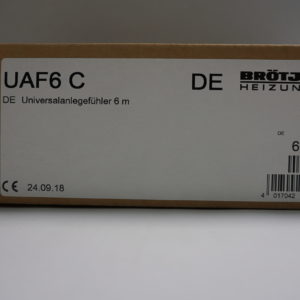 UAF6 C DE BRÖTJ
HEIZUN
DE Universalanlegefühler 6 m
DE
6
CE 24.09.18
4 017042